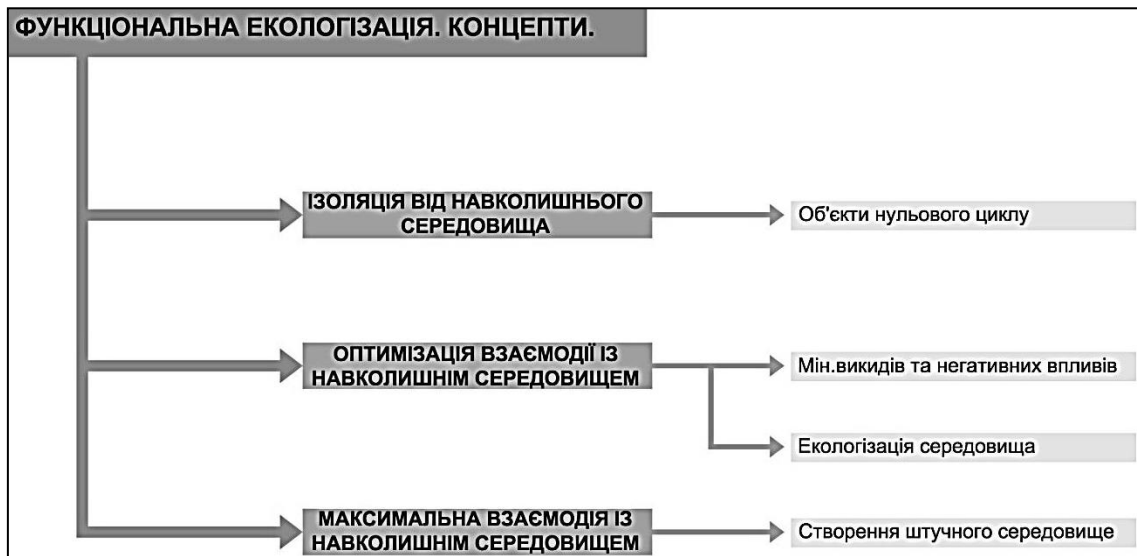 ФУНКЦІОНАЛЬНА ЕКОЛОГІЗАЦІЯ. КОНЦЕПТИ.
ІЗОЛЯЦІЯ ВІД НАВКОЛИШНЬОГО
СЕРЕДОВИЩА
Об'єкти нульового циклу
ОПТИМІЗАЦІЯ ВЗАЄМОДІЇ ІЗ
НАВКОЛИШНІМ СЕРЕДОВИЩЕМ
Мін.викидів та негативних впливів
Екологізація середовища
МАКСИМАЛЬНА ВЗАЄМОДІЯ ІЗ
НАВКОЛИШНІМ СЕРЕДОВИЩЕМ
Створення штучного середовище